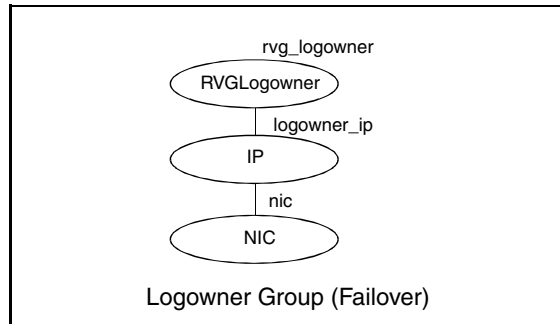 rvg_logowner
RVGLogowner
logowner_ip
IP
nic
NIC
Logowner Group (Failover)